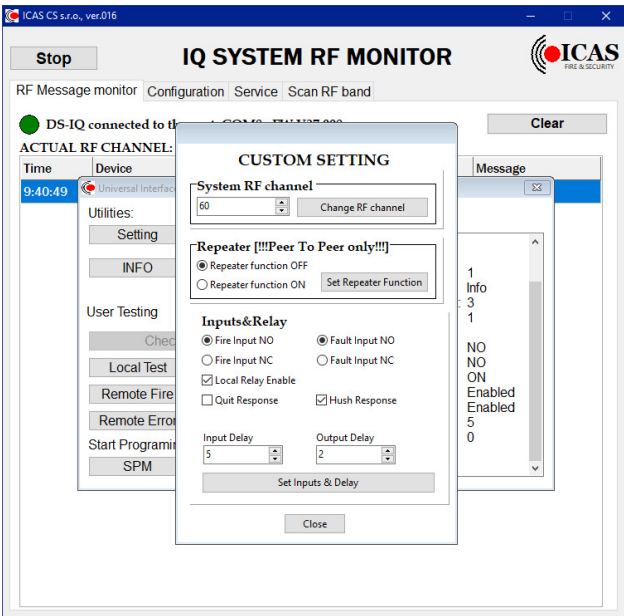 ICAS CS s.r.o., ver.016
Stop
IQ SYSTEM RF MONITOR
ICAS
FIRE & SECURITY
RF Message monitor Configuration Service Scan RF band
DS-IQ connected to the
Clear
ACTUAL RF CHANNEL:
Time Device Message
9:40:49
Universal Interface
Utilities:
Setting
INFO
User Testing
Local Test
Remote Fire
Remote Error
SPM
CUSTOM SETTING
System RF channel
60
Change RF channel
Repeater [!!!Peer To Peer only!!!]
Repeater function OFF
Repeater function ON
Set Repeater Function
Inputs&Relay
Fire Input NO Fault Input NO
Fire Input NC Fault Input NC
Local Relay Enable
Quit Response Hush Response
Input Delay Output Delay
5 2
Set Inputs & Delay
Close
1
Info
: 3
1
NO
NO
ON
Enabled
Enabled
5
0